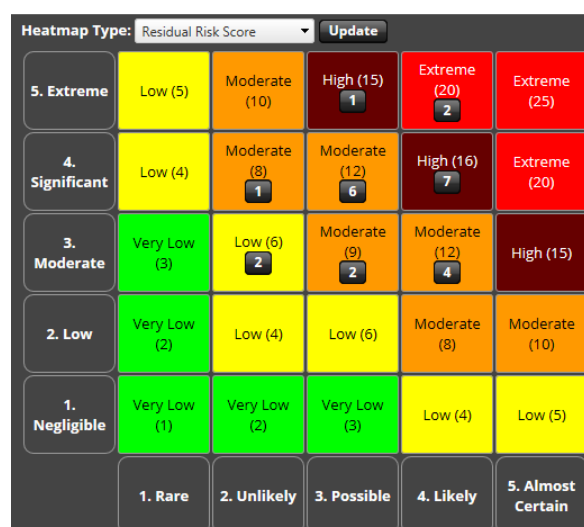 Heatmap Type: Residual Risk Score Update
5. Extreme
Low (5)
Moderate
(10)
High (15)
1
Extreme
(20)
2
Extreme
(25)
4.
Significant
Low (4)
Moderate
(8)
1
Moderate
(12)
6
High (16)
7
Extreme
(20)
3.
Moderate
Very Low
(3)
Low (6)
2
Moderate
(9)
2
Moderate
(12)
4
High (15)
2. Low
Very Low
(2)
Low (4)
Low (6)
Moderate
(8)
Moderate
(10)
1.
Negligible
Very Low
(1)
Very Low
(2)
Very Low
(3)
Low (4)
Low (5)
1. Rare
2. Unlikely
3. Possible
4. Likely
5. Almost
Certain